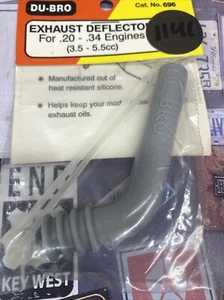 DU-BRO
Cat. No. 696
EXHAUST DEFLECTOR
For .20 - .34 Engines
(3.5 - 5.5cc)
Manufactured out of
heat resistant silicone.
Helps keep your mod
exhaust oils.
END
KEY WEST